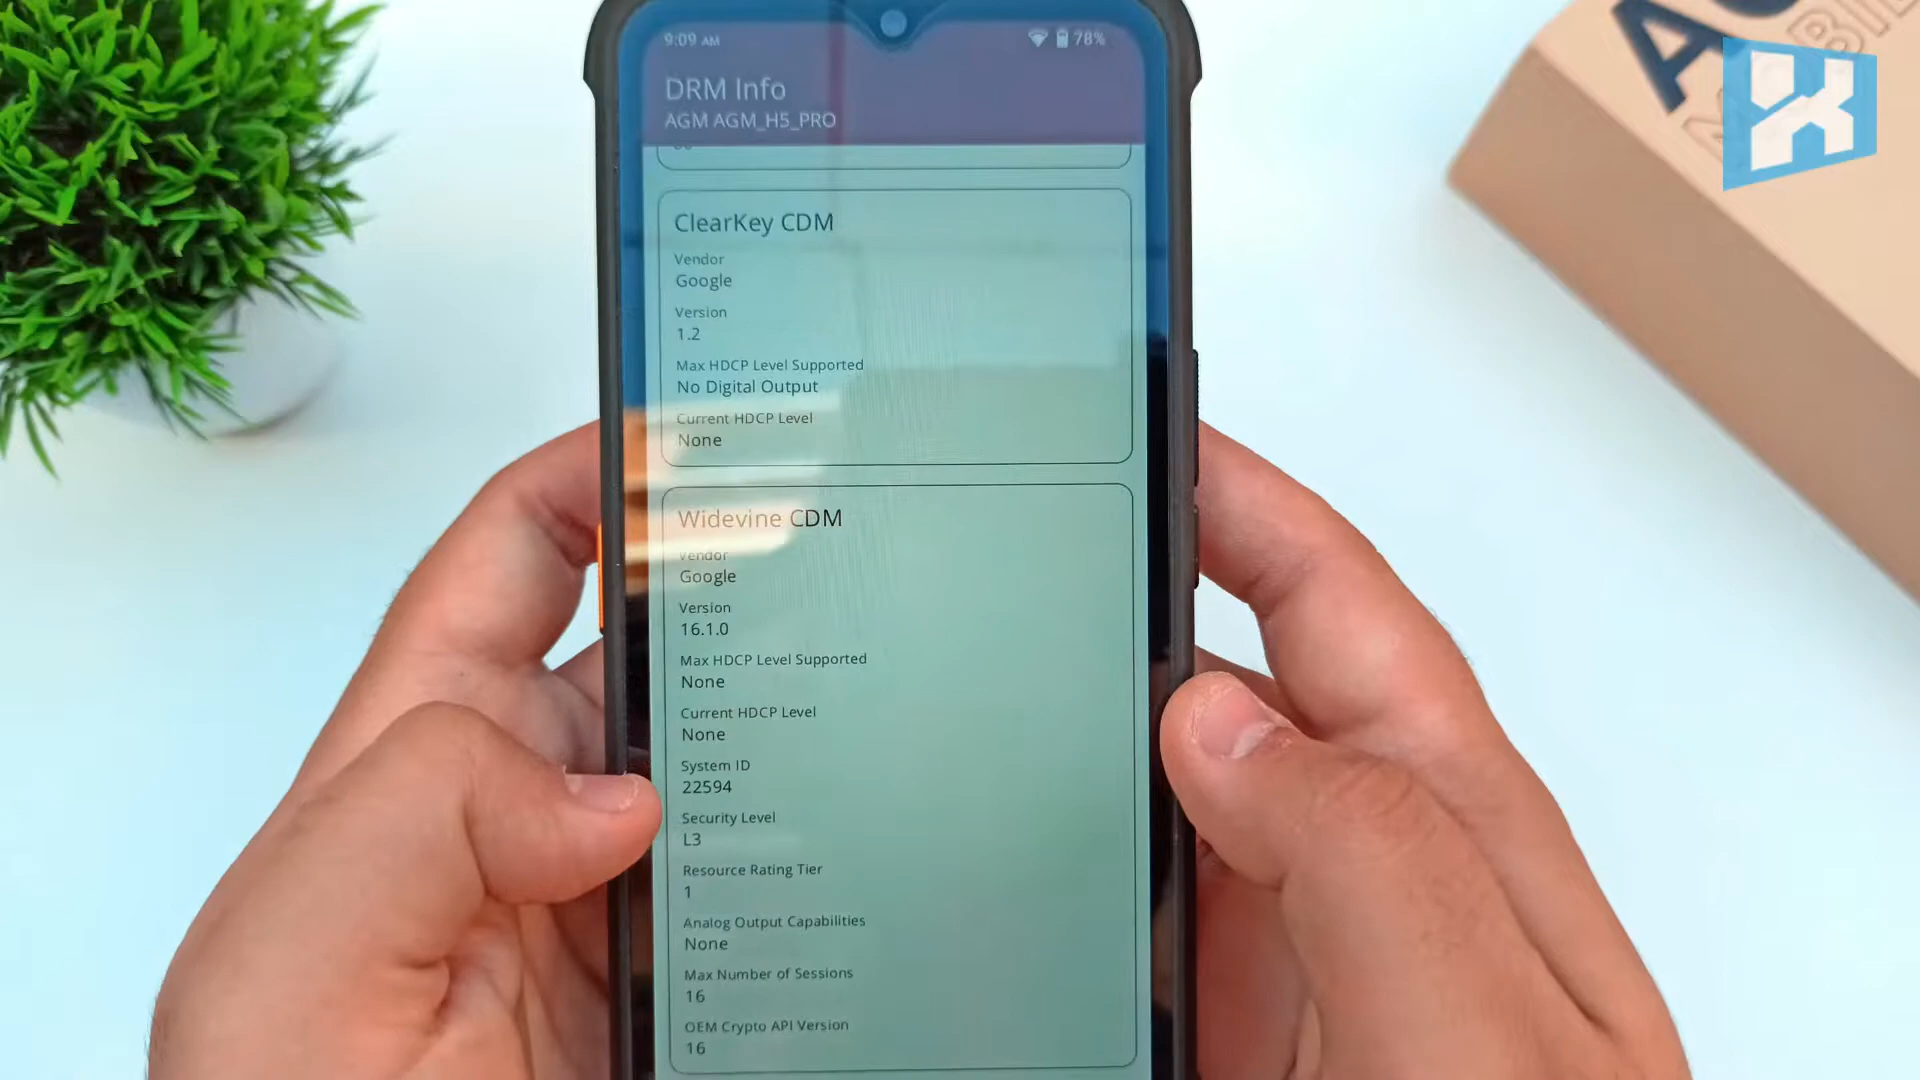 9:09 AM
78%
DRM Info
AGM AGM_H5_PRO
ClearKey CDM
Vendor
Google
Version
1.2
Max HDCP Level Supported
No Digital Output
Current HDCP Level
None
Widevine CDM
Vendor
Google
Version
16.1.0
Max HDCP Level Supported
None
Current HDCP Level
None
System ID
22594
Security Level
L3
Resource Rating Tier
1
Analog Output Capabilities
None
Max Number of Sessions
16
OEM Crypto API Version
16